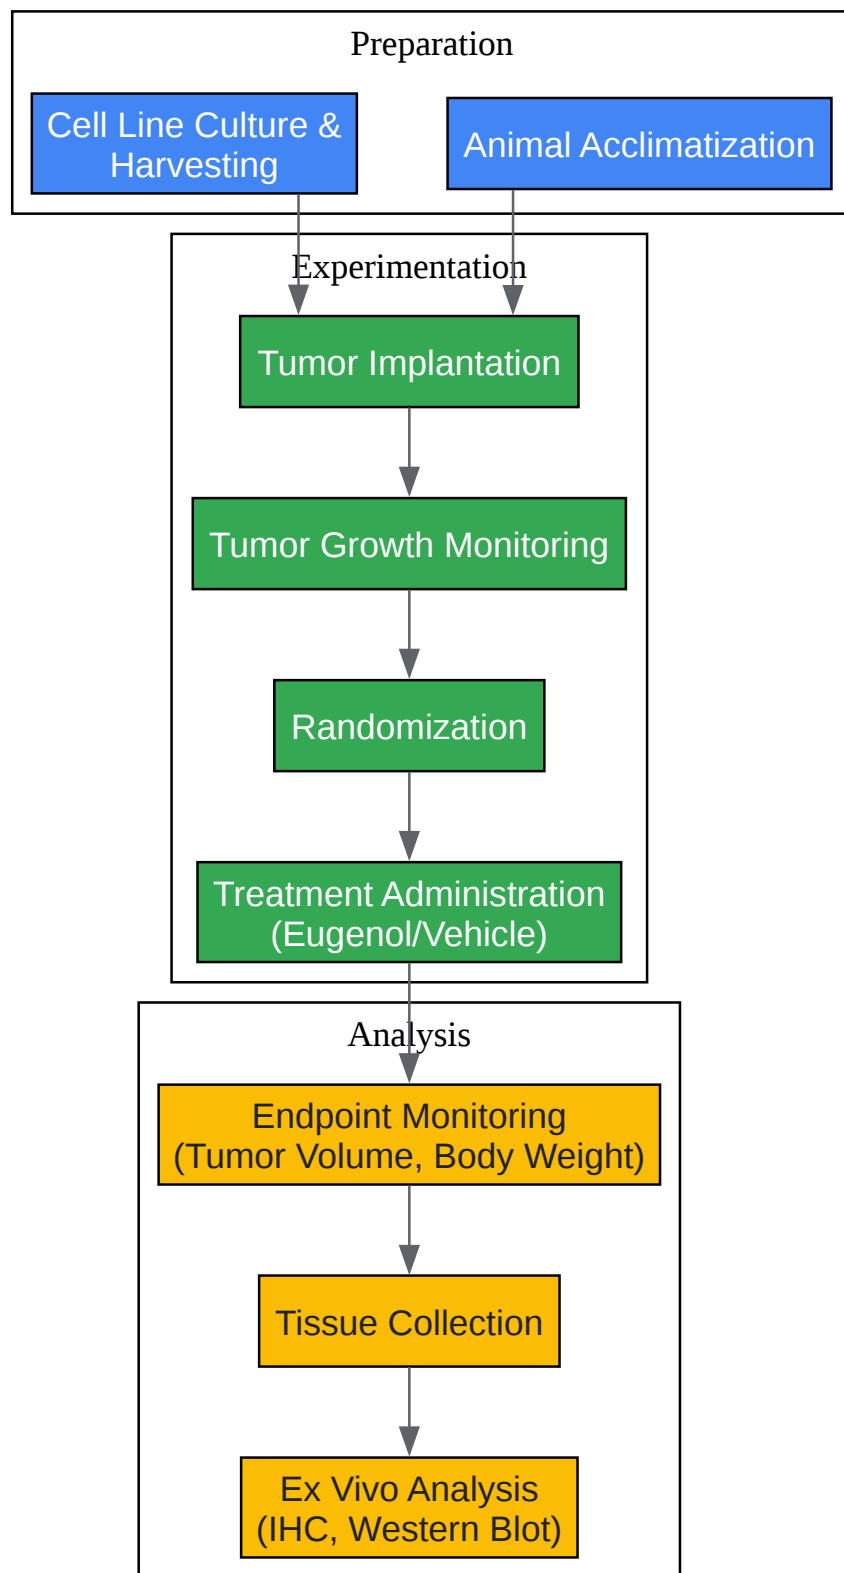 Preparation
Cell Line Culture &
Harvesting
Animal Acclimatization
Experimentation
Tumor Implantation
Tumor Growth Monitoring
Randomization
Treatment Administration
(Eugenol/Vehicle)
Analysis
Endpoint Monitoring
(Tumor Volume, Body Weight)
Tissue Collection
Ex Vivo Analysis
(IHC, Western Blot)